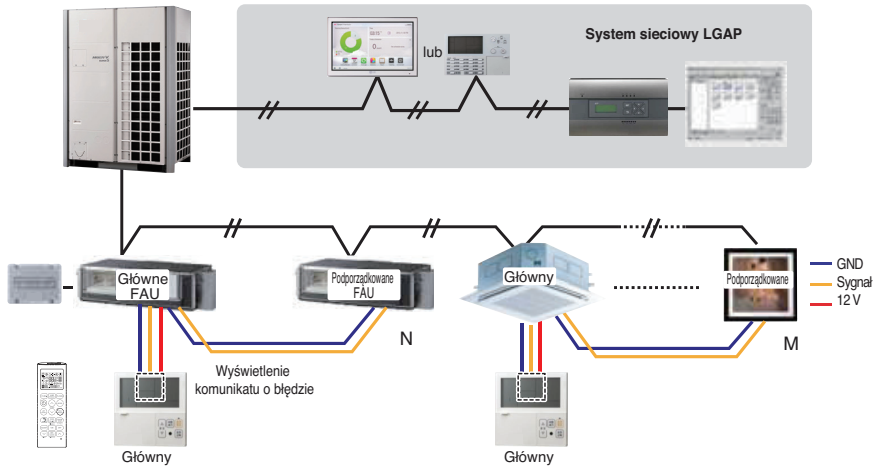 lub
System sieciowy LGAP
Główne
FAU
Podporządkowane
FAU
Główny
Podporządkowane
GND
Sygnał
12 V
N
M
Wyświetlenie
komunikatu o błędzie
Główny
Główny